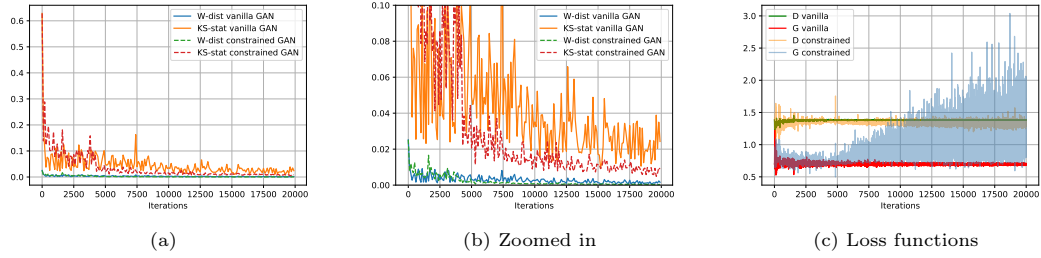 W-dist vanilla GAN
KS-stat vanilla GAN
W-dist constrained GAN
KS-stat constrained GAN
0.6
0.5
0.4
0.3
0.2
0.1
0.0
0 2500 5000 7500 10000 12500 15000 17500 20000
Iterations
(a)
W-dist vanilla GAN
KS-stat vanilla GAN
W-dist constrained GAN
KS-stat constrained GAN
0.10
0.08
0.06
0.04
0.02
0.00
0 2500 5000 7500 10000 12500 15000 17500 20000
Iterations
(b) Zoomed in
D vanilla
G vanilla
D constrained
G constrained
3.0
2.5
2.0
1.5
1.0
0.5
0 2500 5000 7500 10000 12500 15000 17500 20000
Iterations
(c) Loss functions